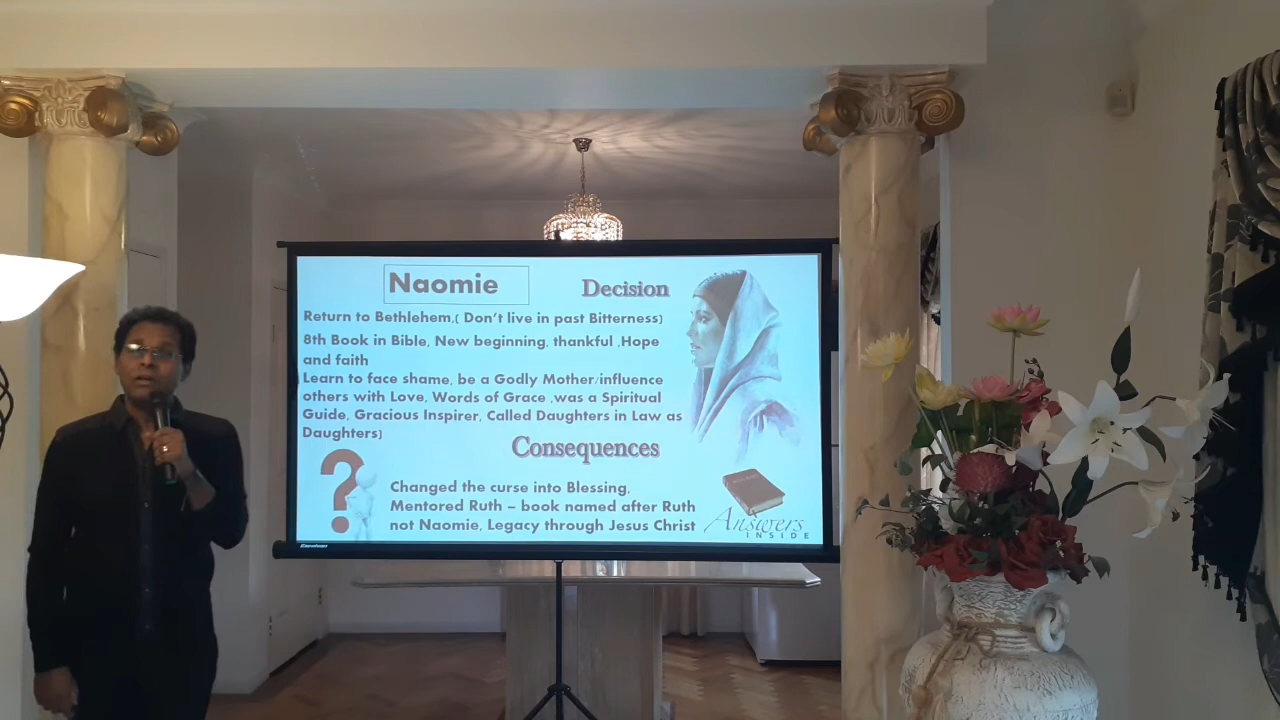 Naomie
Decision
Return to Bethlehem,( Don't live in past Bitterness)
8th Book in Bible, New beginning, thankful ,Hope
and faith
Learn to face shame, be a Godly Mother/influence
others with Love, Words of Grace ,was a Spiritual
Guide, Gracious Inspirer, Called Daughters in Law as
Daughters)
Consequences
?
Changed the curse into Blessing,
Mentored Ruth – book named after Ruth
not Naomie, Legacy through Jesus Christ
Answers
INSIDE